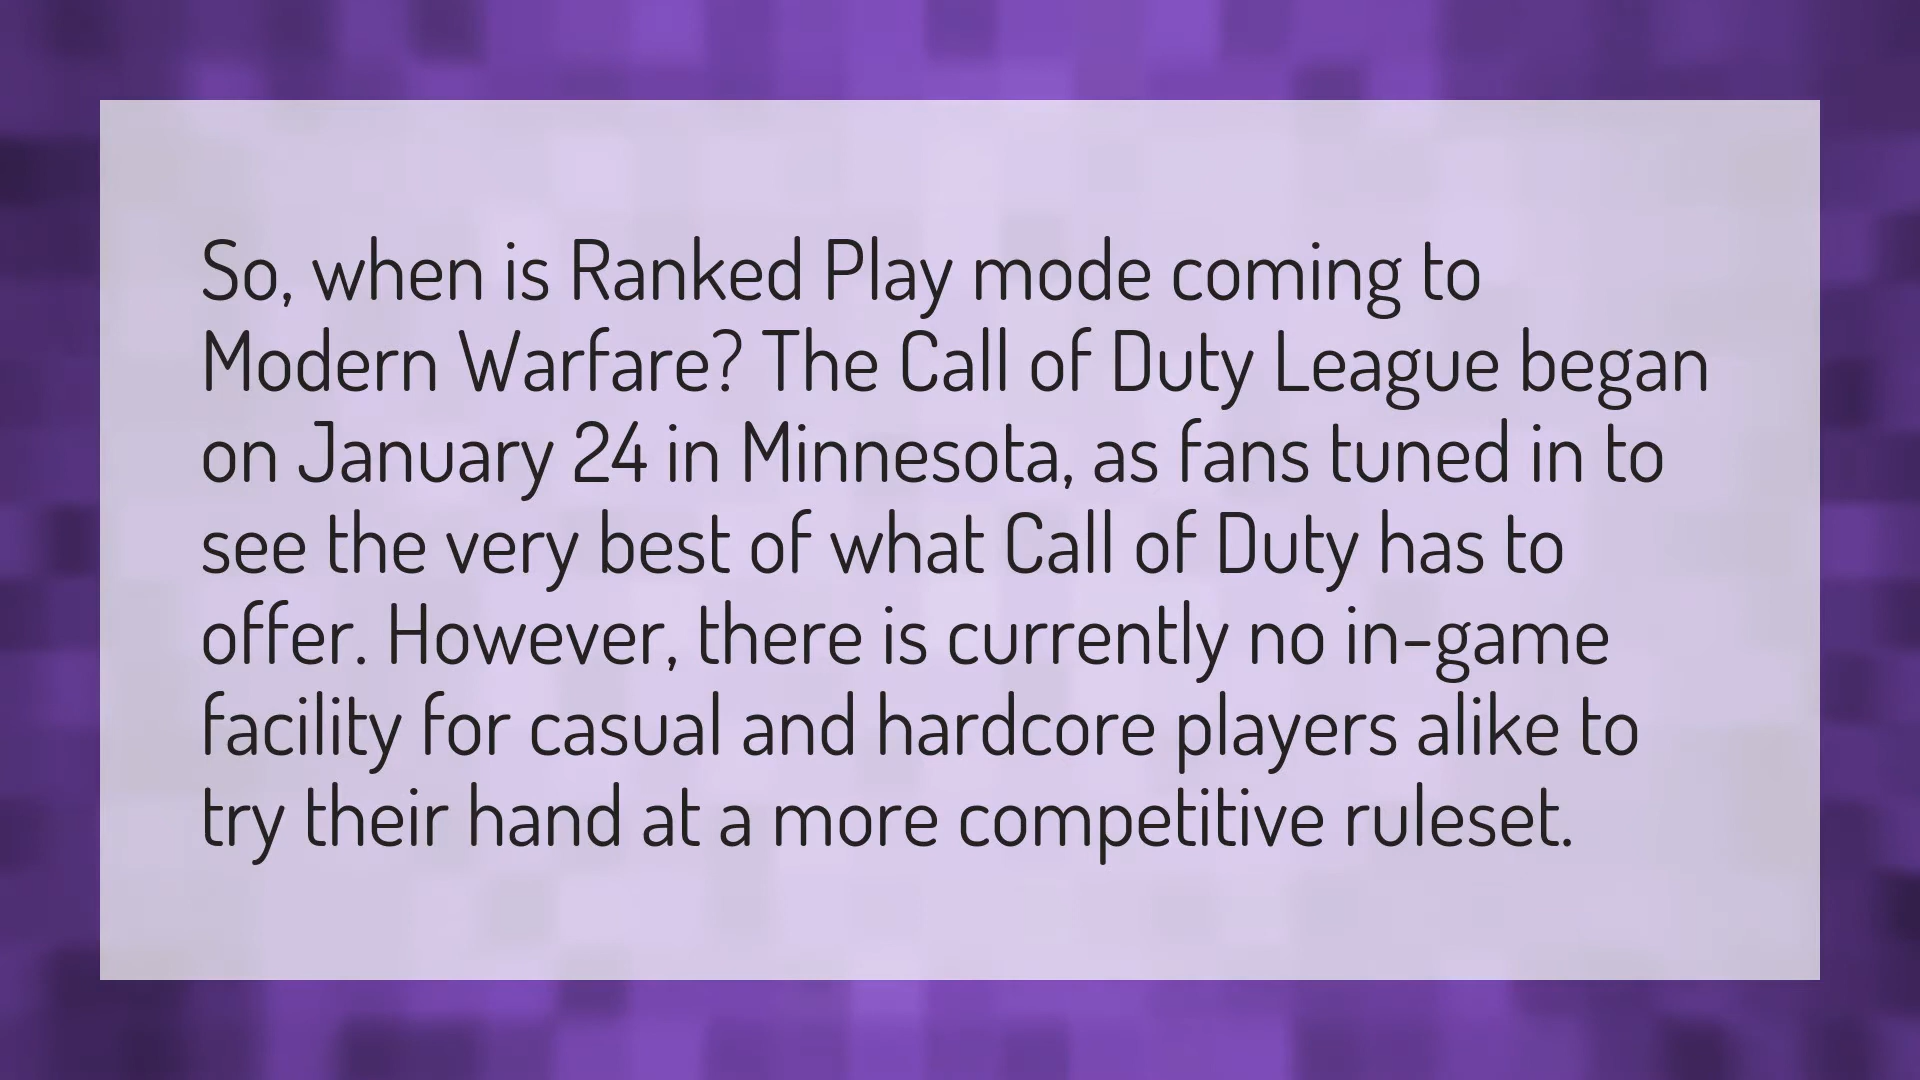 So, when is Ranked Play mode coming to
Modern Warfare? The Call of Duty League began
on January 24 in Minnesota, as fans tuned in to
see the very best of what Call of Duty has to
offer. However, there is currently no in-game
facility for casual and hardcore players alike to
try their hand at a more competitive ruleset.